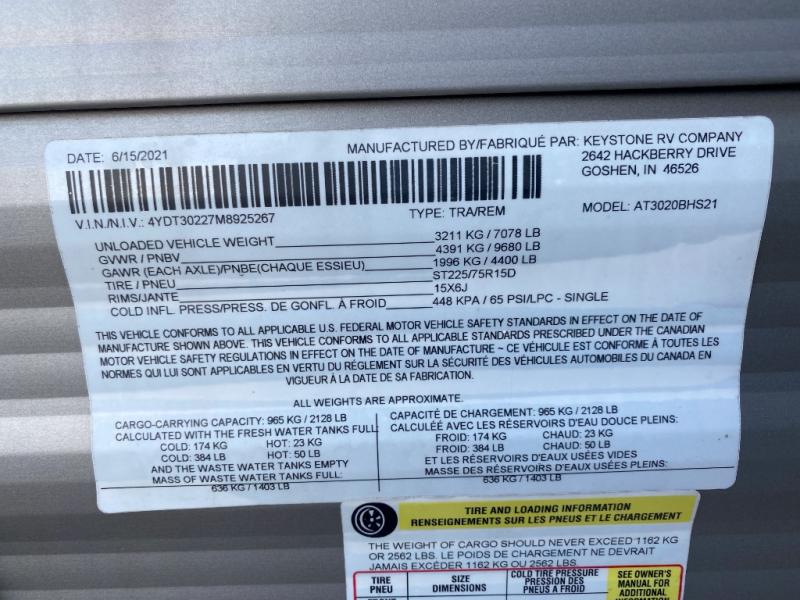 DATE: 6/15/2021
MANUFACTURED BY/FABRIQUÉ PAR: KEYSTONE RV COMPANY
2642 HACKBERRY DRIVE
GOSHEN, IN 46526
V.I.N./N.I.V.: 4YDT30227M8925267
TYPE: TRA/REM
MODEL: AT3020BHS21
UNLOADED VEHICLE WEIGHT 3211 KG / 7078 LB
GVWR / PNBV 4391 KG / 9680 LB
GAWR (EACH AXLE)/PNBE(CHAQUE ESSIEU) 1996 KG / 4400 LB
TIRE / PNEU ST225/75R15D
RIMS/JANTE 15X6J
COLD INFL. PRESS/PRESS. DE GONFL. À FROID 448 KPA / 65 PSI/LPC - SINGLE
THIS VEHICLE CONFORMS TO ALL APPLICABLE U.S. FEDERAL MOTOR VEHICLE SAFETY STANDARDS IN EFFECT ON THE DATE OF
MANUFACTURE SHOWN ABOVE. THIS VEHICLE CONFORMS TO ALL APPLICABLE STANDARDS PRESCRIBED UNDER THE CANADIAN
MOTOR VEHICLE SAFETY REGULATIONS IN EFFECT ON THE DATE OF MANUFACTURE ~ CE VÉHICULE EST CONFORME À TOUTES LES
NORMES QUI LUI SONT APPLICABLES EN VERTU DU RÉGLEMENT SUR LA SÉCURITÉ DES VÉHICULES AUTOMOBILES DU CANADA EN
VIGUEUR À LA DATE DE SA FABRICATION.
ALL WEIGHTS ARE APPROXIMATE.
CARGO-CARRYING CAPACITY: 965 KG / 2128 LB
CALCULATED WITH THE FRESH WATER TANKS FULL
COLD: 174 KG HOT: 23 KG
COLD: 384 LB HOT: 50 LB
AND THE WASTE WATER TANKS EMPTY
MASS OF WASTE WATER TANKS FULL:
636 KG / 1403 LB
CAPACITÉ DE CHARGEMENT: 965 KG / 2128 LB
CALCULÉE AVEC LES RÉSERVOIRS D'EAU DOUCE PLEINS:
FROID: 174 KG CHAUD: 23 KG
FROID: 384 LB CHAUD: 50 LB
ET LES RÉSERVOIRS D'EAUX USÉES VIDES
MASSE DES RÉSERVOIRS D'EAUX USÉES PLEINS:
636 KG / 1403 LB
TIRE AND LOADING INFORMATION
RENSEIGNEMENTS SUR LES PNEUS ET LE CHARGEMENT
THE WEIGHT OF CARGO SHOULD NEVER EXCEED 1162 KG
OR 2562 LBS. LE POIDS DE CHARGEMENT NE DEVRAIT
JAMAIS EXCÉDER 1162 KG OU 2562 LBS.
TIRE
PNEU
SIZE
DIMENSIONS
COLD TIRE PRESSURE
PRESSION DES
PNEUS A FROID
SEE OWNER'S
MANUAL FOR
ADDITIONAL
INFORMATION